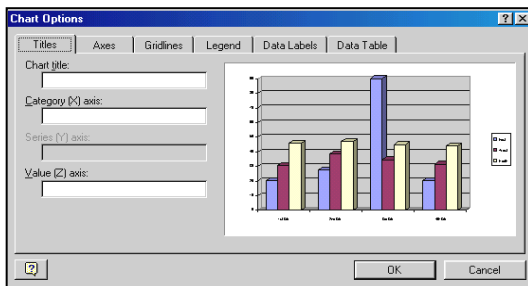 Chart Options
Titles
Axes
Gridlines
Legend
Data Labels
Data Table
Chart title:
Category (X) axis:
Series (Y) axis:
Value (Z) axis:
OK
Cancel